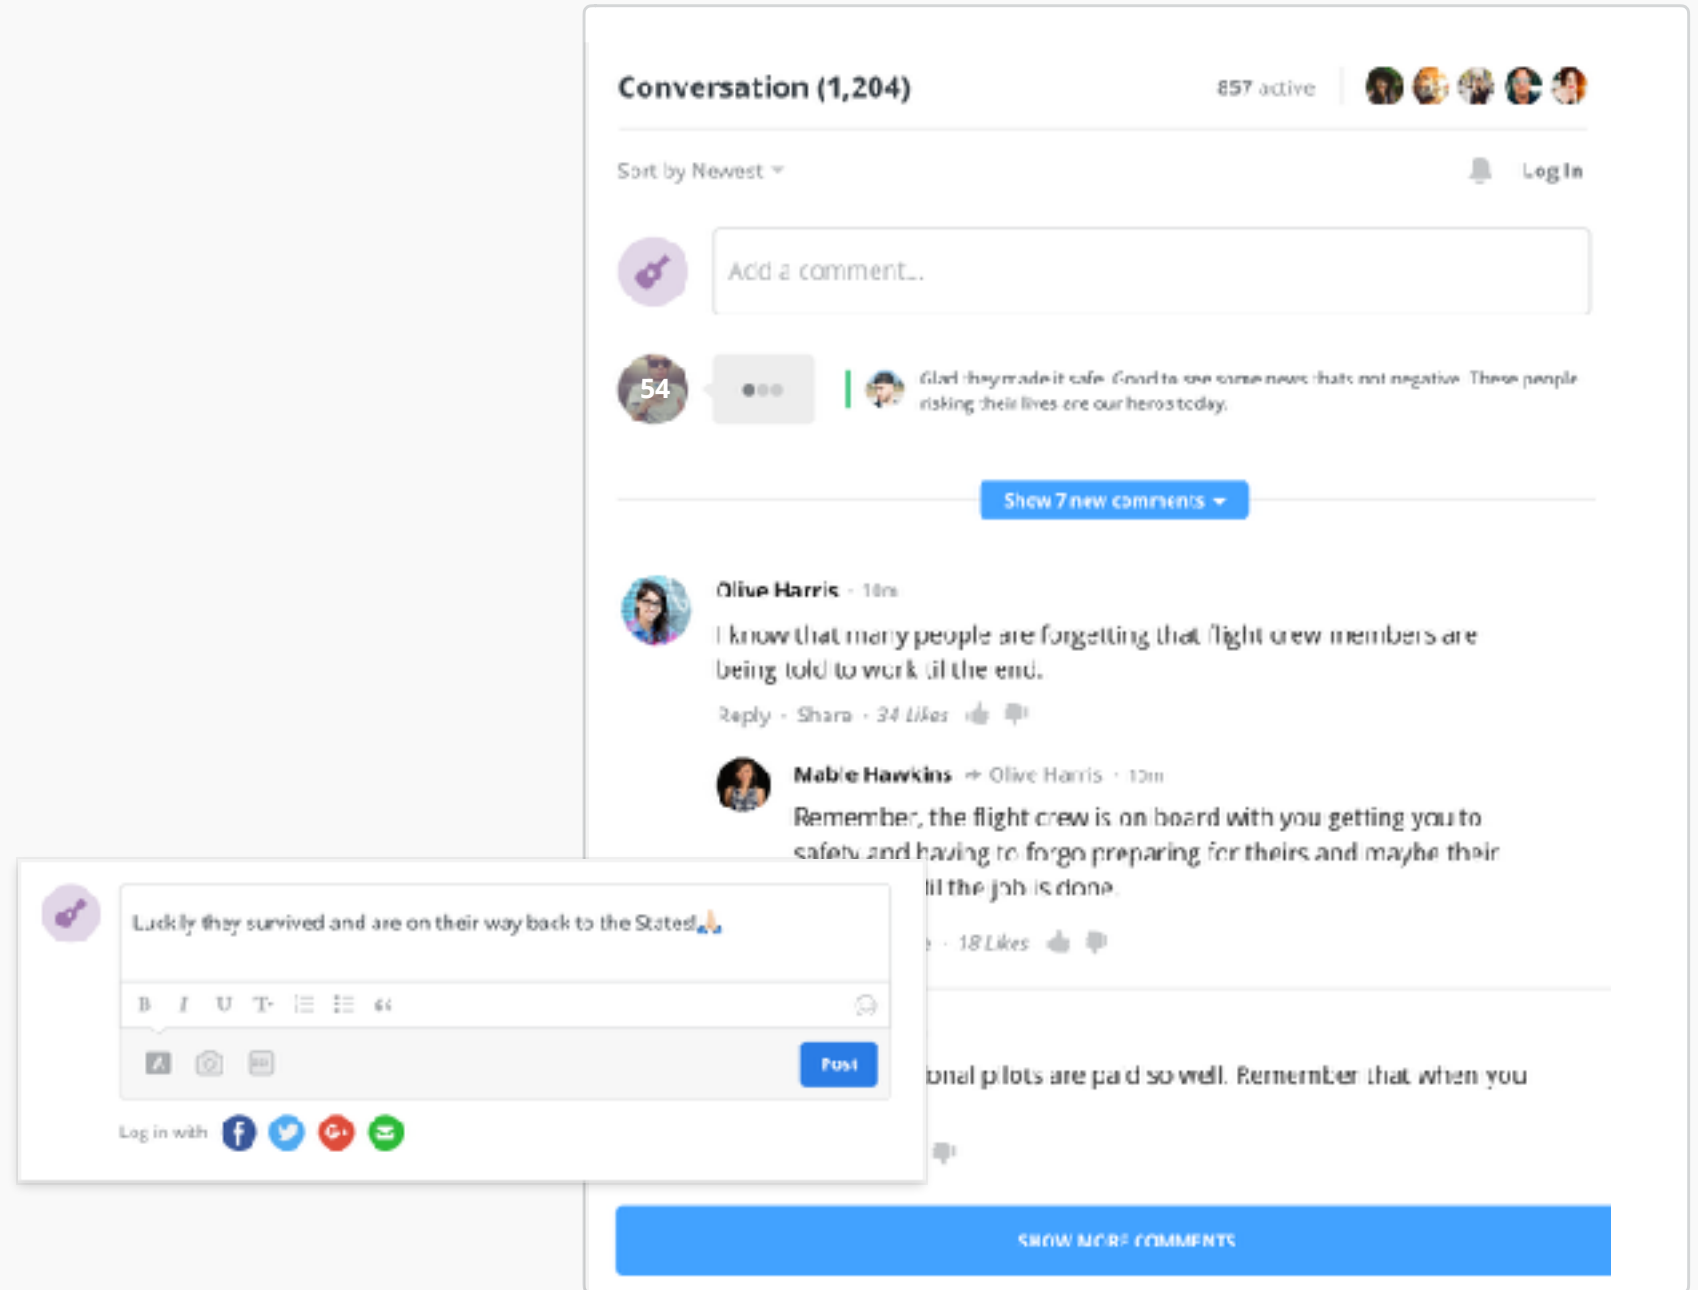 Conversation (1,204)
857 active
Sort by Newest
Log In
Add a comment...
54
Glad they made it safe. Good to see some news thats not negative. These people
risking their lives are our heros today.
Show 7 new comments
Olive Harris · 10m
I know that many people are forgetting that flight crew members are
being told to work til the end.
Reply · Share · 34 Likes
Mable Hawkins → Olive Harris · 10m
Remember, the flight crew is on board with you getting you to
safety and having to forgo preparing for theirs and maybe their
til the job is done.
· 18 Likes
onal pilots are paid so well. Remember that when you
Luckily they survived and are on their way back to the States!🙏🏻
B I U T
Post
Log in with
SHOW MORE COMMENTS